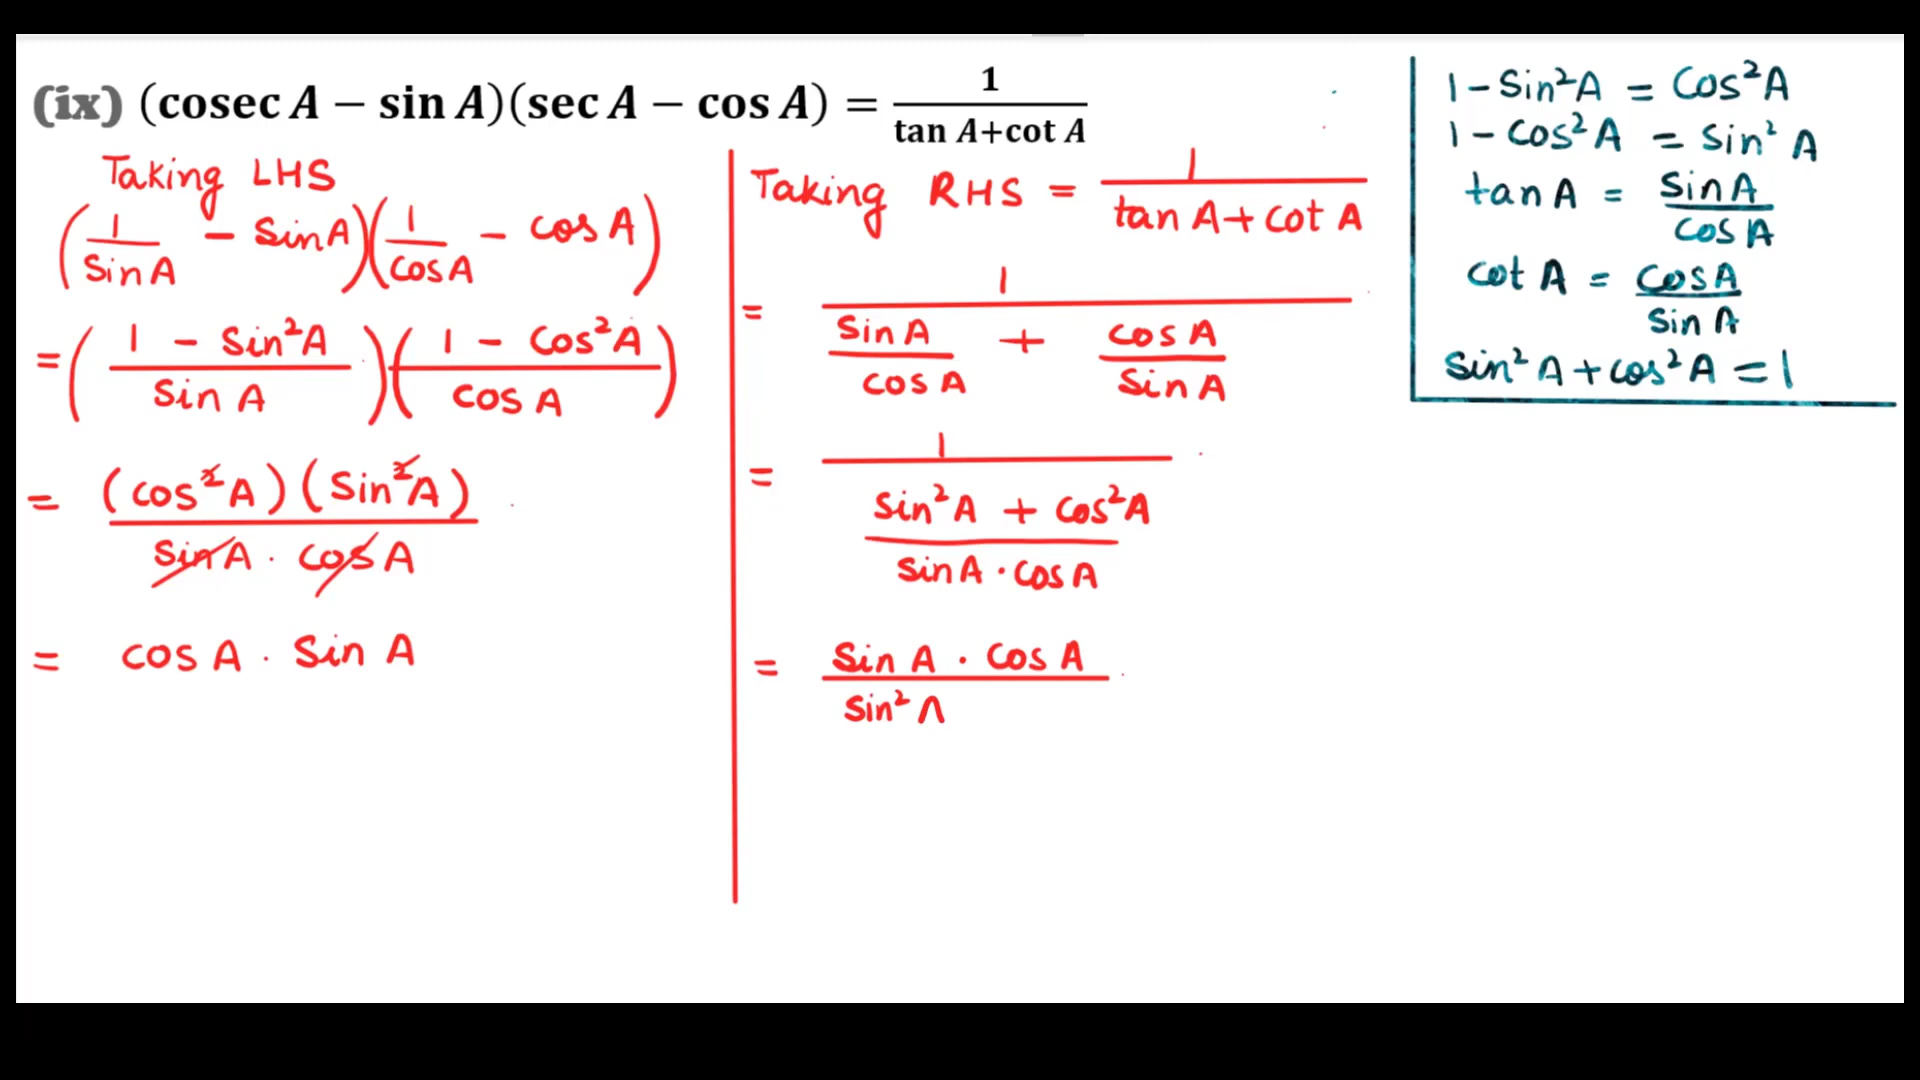 (ix) (cosec A − sin A)(sec A − cos A) = 1/(tan A+cot A)
Taking LHS
(1/Sin A − Sin A)(1/Cos A − Cos A)
= ((1 − Sin²A)/Sin A)((1 − Cos²A)/Cos A)
= (Cos²A)(Sin²A)/(Sin A · Cos A)
= Cos A · Sin A
Taking RHS = 1/(tan A + cot A)
= 1/(Sin A/Cos A + Cos A/Sin A)
= 1/((Sin²A + Cos²A)/(Sin A · Cos A))
= Sin A · Cos A
Sin² Λ
1 − Sin²A = Cos²A
1 − Cos²A = Sin²A
tan A = Sin A/Cos A
Cot A = Cos A/Sin A
Sin²A + Cos²A = 1